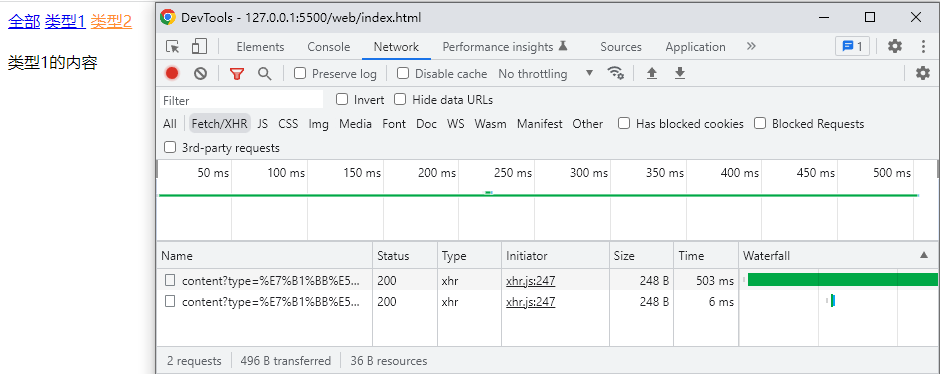 全部 类型1 类型2
类型1的内容
DevTools - 127.0.0.1:5500/web/index.html
Elements Console Network Performance insights Sources Application » 1
Preserve log Disable cache No throttling
Filter Invert Hide data URLs
All Fetch/XHR JS CSS Img Media Font Doc WS Wasm Manifest Other Has blocked cookies Blocked Requests
3rd-party requests
50 ms 100 ms 150 ms 200 ms 250 ms 300 ms 350 ms 400 ms 450 ms 500 ms
Name Status Type Initiator Size Time Waterfall
content?type=%E7%B1%BB%E5... 200 xhr xhr.js:247 248 B 503 ms
content?type=%E7%B1%BB%E5... 200 xhr xhr.js:247 248 B 6 ms
2 requests 496 B transferred 36 B resources